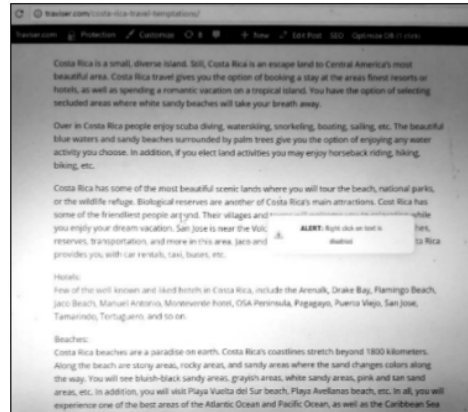 traviser.com/costa-rica-travel-temptations/
Traviser.com Protection Customize 0 8 + New Edit Post SEO Optimize DB (1 click)
Costa Rica is a small, diverse island. Still, Costa Rica is an escape land to Central America's most
beautiful area. Costa Rica travel gives you the option of booking a stay at the areas finest resorts or
hotels, as well as spending a romantic vacation on a tropical island. You have the option of selecting
secluded areas where white sandy beaches will take your breath away.
Over in Costa Rica people enjoy scuba diving, waterskiing, snorkeling, boating, sailing, etc. The beautiful
blue waters and sandy beaches surrounded by palm trees give you the option of enjoying any water
activity you choose. In addition, if you elect land activities you may enjoy horseback riding, hiking,
biking, etc.
Costa Rica has some of the most beautiful scenic lands where you will tour the beach, national parks,
or the wildlife refuge. Biological reserves are another of Costa Rica's main attractions. Cost Rica has
some of the friendliest people around. Their villages and while
you enjoy your dream vacation. San Jose is near the
reserves, transportation, and more in this area. Jaco and Rica
provides you with car rentals, taxi, buses, etc.
ALERT: Right click on text is
disabled
Hotels:
Few of the well known and liked hotels in Costa Rica, include the Arenalk, Drake Bay, Flamingo Beach,
Jaco Beach, Manuel Antonio, Monteverde hotel, OSA Peninsula, Papagayo, Puerto Viejo, San Jose,
Tamarindo, Tortuguero, and so on.
Beaches:
Costa Rica beaches are a paradise on earth. Costa Rica's coastlines stretch beyond 1800 kilometers.
Along the beach are stony areas, rocky areas, and sandy areas where the sand changes colors along
the way. You will see bluish-black sandy areas, grayish areas, white sandy areas, pink and tan sand
areas, etc. In addition, you will visit Playa Vuelta del Sur beach, Playa Avellanas beach, etc. In all, you will
experience one of the best areas of the Atlantic Ocean and Pacific Ocean, as well as the Caribbean Sea